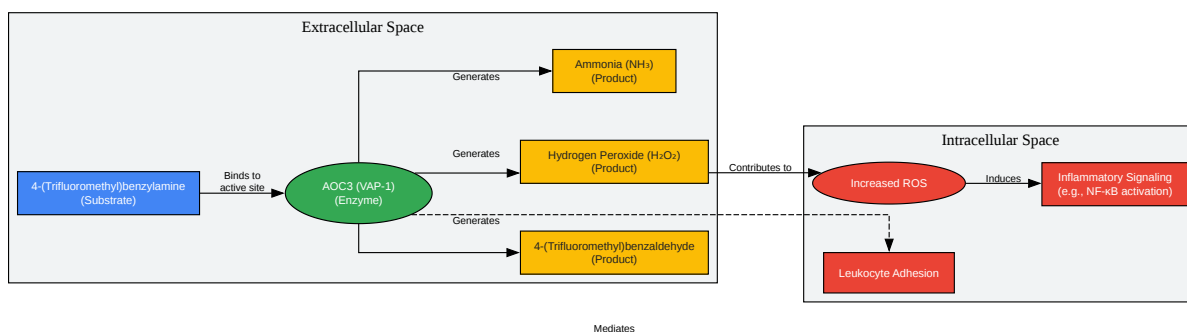 Extracellular Space
Ammonia (NH₃)
(Product)
Generates
Intracellular Space
Generates
Hydrogen Peroxide (H₂O₂)
(Product)
Contributes to
Binds to
active site
4-(Trifluoromethyl)benzylamine
(Substrate)
AOC3 (VAP-1)
(Enzyme)
Increased ROS
Induces
Inflammatory Signaling
(e.g., NF-κB activation)
Generates
4-(Trifluoromethyl)benzaldehyde
(Product)
Leukocyte Adhesion
Mediates